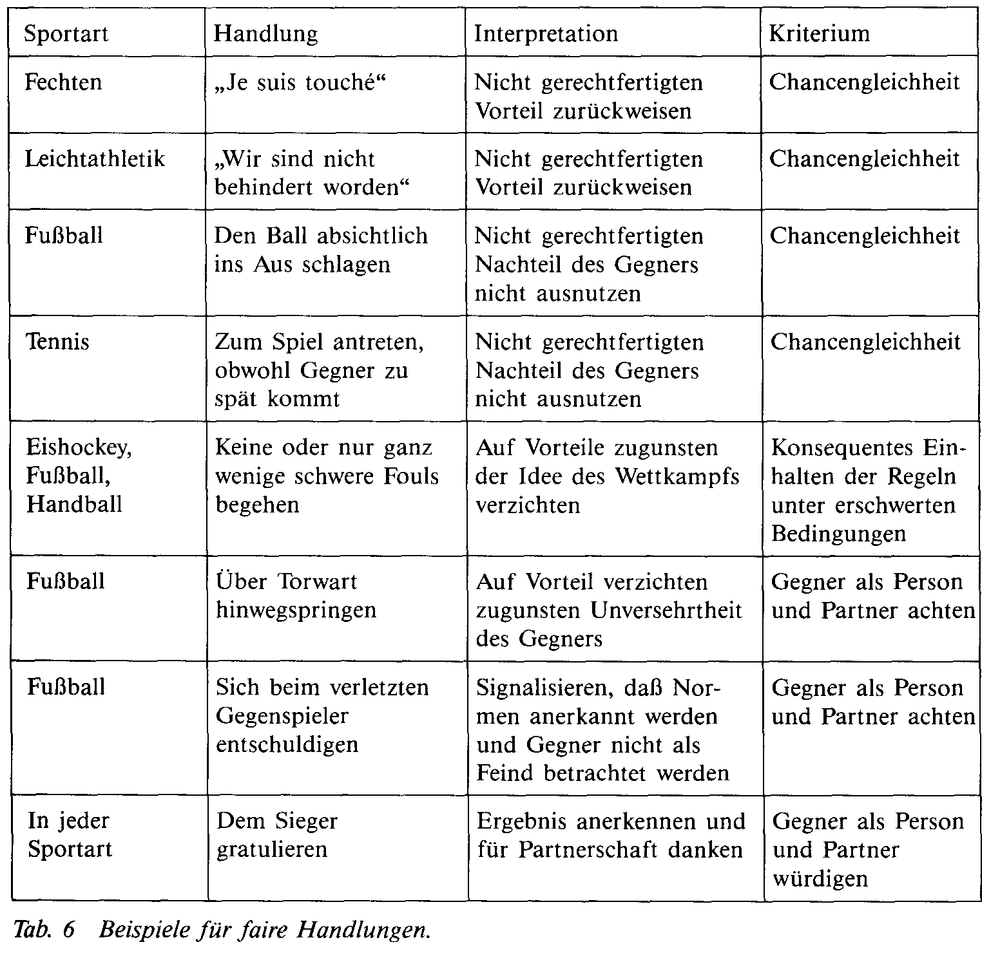 Sportart Handlung Interpretation Kriterium
Fechten „Je suis touché“ Nicht gerechtfertigten Chancengleichheit
Vorteil zurückweisen
Leichtathletik „Wir sind nicht Nicht gerechtfertigten Chancengleichheit
behindert worden“ Vorteil zurückweisen
Fußball Den Ball absichtlich Nicht gerechtfertigten Chancengleichheit
ins Aus schlagen Nachteil des Gegners
nicht ausnutzen
Tennis Zum Spiel antreten, Nicht gerechtfertigten Chancengleichheit
obwohl Gegner zu Nachteil des Gegners
spät kommt nicht ausnutzen
Eishockey, Keine oder nur ganz Auf Vorteile zugunsten Konsequentes Ein-
Fußball, wenige schwere Fouls der Idee des Wettkampfs halten der Regeln
Handball begehen verzichten unter erschwerten
Bedingungen
Fußball Über Torwart Auf Vorteil verzichten Gegner als Person
hinwegspringen zugunsten Unversehrtheit und Partner achten
des Gegners
Fußball Sich beim verletzten Signalisieren, daß Nor- Gegner als Person
Gegenspieler men anerkannt werden und Partner achten
entschuldigen und Gegner nicht als
Feind betrachtet werden
In jeder Dem Sieger Ergebnis anerkennen und Gegner als Person
Sportart gratulieren für Partnerschaft danken und Partner
würdigen
Tab. 6 Beispiele für faire Handlungen.